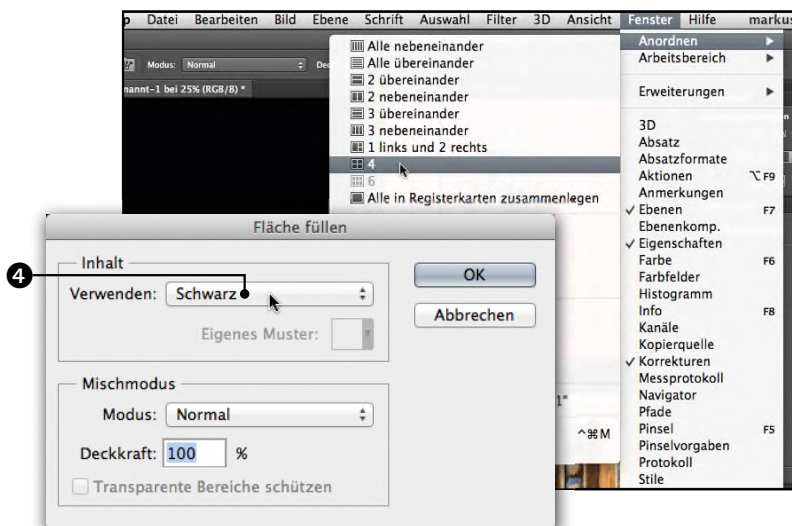 p Datei Bearbeiten Bild Ebene Schrift Auswahl Filter 3D Ansicht Fenster Hilfe markus
Modus: Normal
nannt-1 bei 25% (RGB/8) *
Alle nebeneinander
Alle übereinander
2 übereinander
2 nebeneinander
3 übereinander
3 nebeneinander
1 links und 2 rechts
4
6
Alle in Registerkarten zusammenlegen
1"
^⌘M
Anordnen
Arbeitsbereich
Erweiterungen
3D
Absatz
Absatzformate
Aktionen ⌥F9
Anmerkungen
✓ Ebenen F7
Ebenenkomp.
✓ Eigenschaften
Farbe F6
Farbfelder
Histogramm
Info F8
Kanäle
Kopierquelle
✓ Korrekturen
Messprotokoll
Navigator
Pfade
Pinsel F5
Pinselvorgaben
Protokoll
Stile
Fläche füllen
Inhalt
4
Verwenden: Schwarz
Eigenes Muster:
OK
Abbrechen
Mischmodus
Modus: Normal
Deckkraft: 100 %
Transparente Bereiche schützen